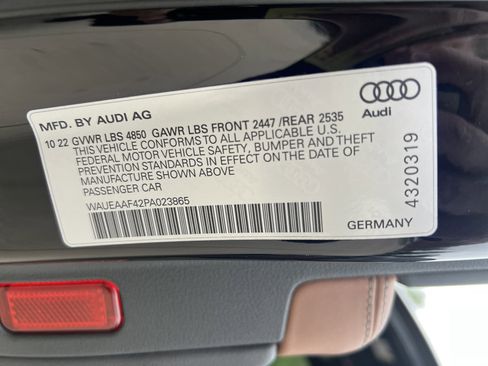 MFD. BY AUDI AG
Audi
10 22 GVWR LBS 4850 GAWR LBS FRONT 2447 /REAR 2535
THIS VEHICLE CONFORMS TO ALL APPLICABLE U.S.
FEDERAL MOTOR VEHICLE SAFETY, BUMPER AND THEFT
PREVENTION STANDARDS IN EFFECT ON THE DATE OF
MANUFACTURE SHOWN ABOVE
PASSENGER CAR
WAUEAAF42PA023865
4320319
GERMANY